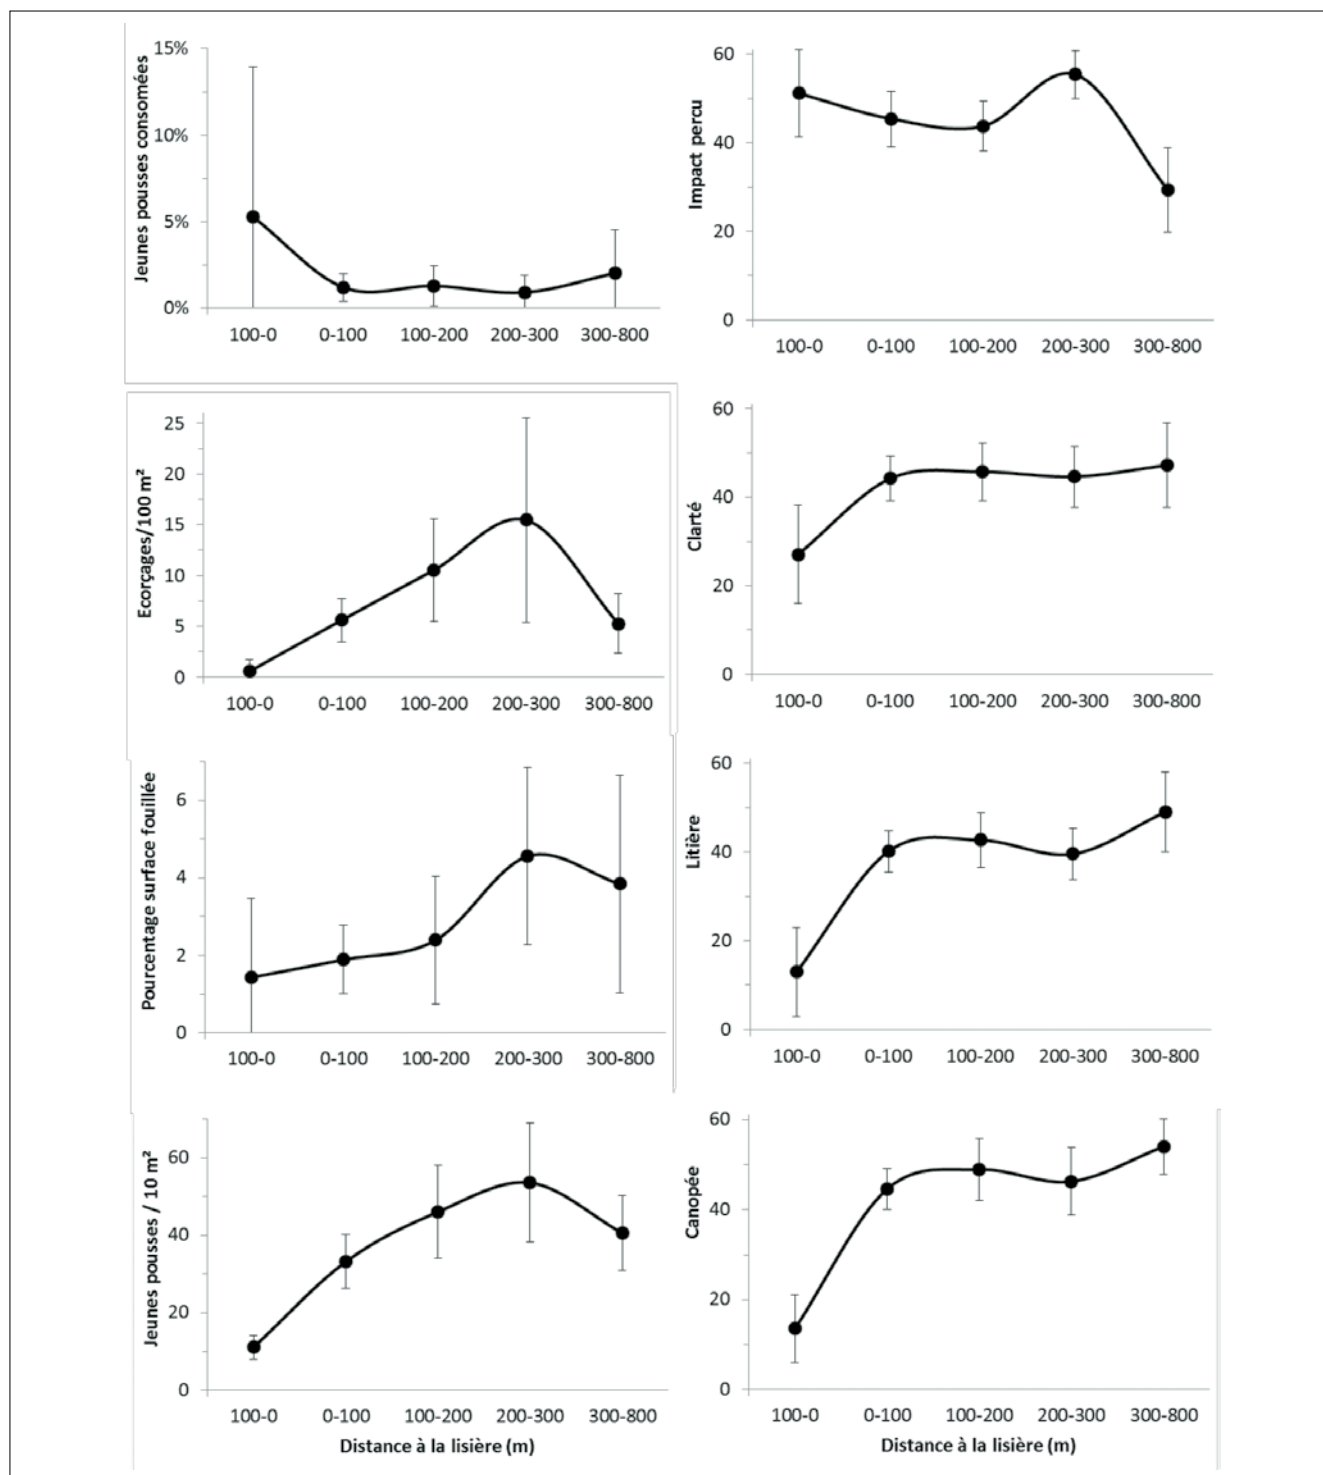 Jeunes pousses consomées
15%
10%
5%
0%
100-0 0-100 100-200 200-300 300-800
Impact percu
60
40
20
0
100-0 0-100 100-200 200-300 300-800
Ecorçages/100 m²
25
20
15
10
5
0
100-0 0-100 100-200 200-300 300-800
Clarté
60
40
20
0
100-0 0-100 100-200 200-300 300-800
Pourcentage surface fouillée
6
4
2
0
100-0 0-100 100-200 200-300 300-800
Litière
60
40
20
0
100-0 0-100 100-200 200-300 300-800
Jeunes pousses / 10 m²
60
40
20
0
100-0 0-100 100-200 200-300 300-800
Distance à la lisière (m)
Canopée
60
40
20
0
100-0 0-100 100-200 200-300 300-800
Distance à la lisière (m)